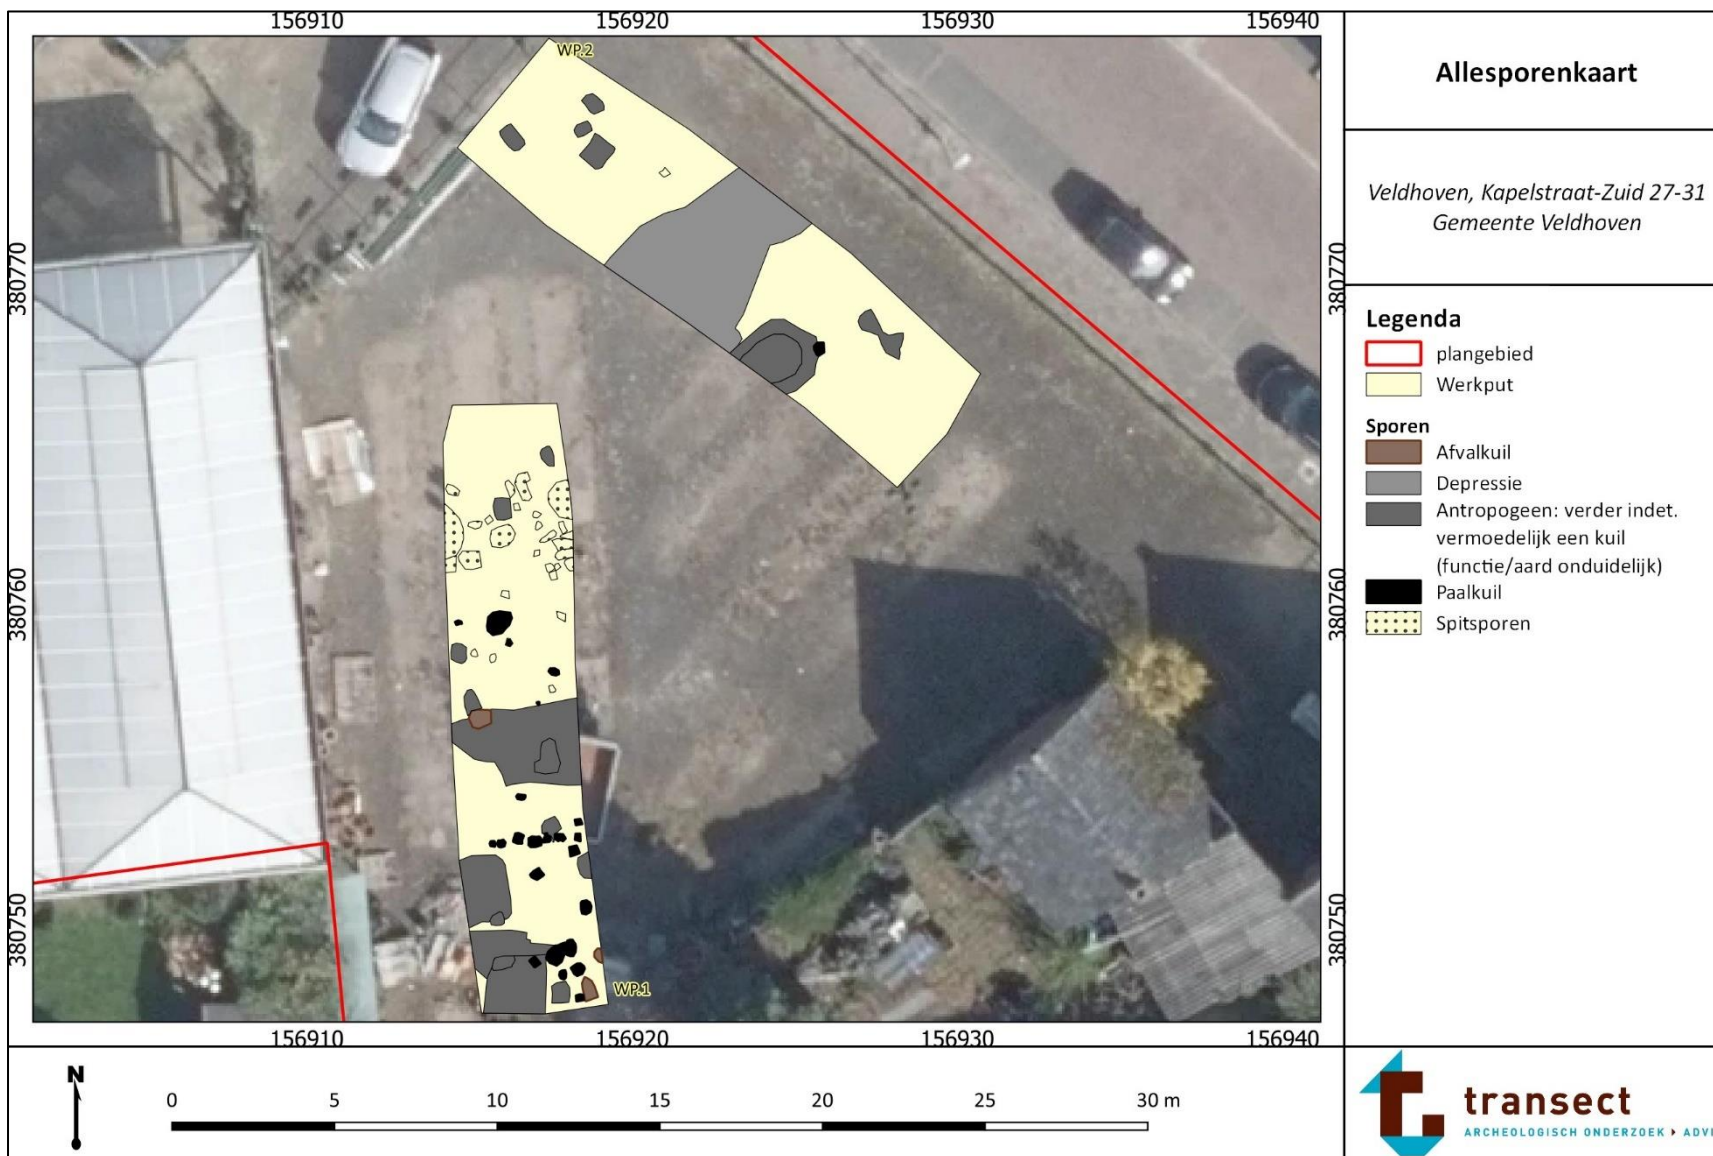 156910 156920 156930 156940
WP.2
380770 380770
380760 380760
380750 380750
WP.1
156910 156920 156930 156940
N
0 5 10 15 20 25 30 m
Allesporenkaart
Veldhoven, Kapelstraat-Zuid 27-31
Gemeente Veldhoven
Legenda
plangebied
Werkput
Sporen
Afvalkuil
Depressie
Antropogeen: verder indet.
vermoedelijk een kuil
(functie/aard onduidelijk)
Paalkuil
Spitsporen
transect
ARCHEOLOGISCH ONDERZOEK ADV